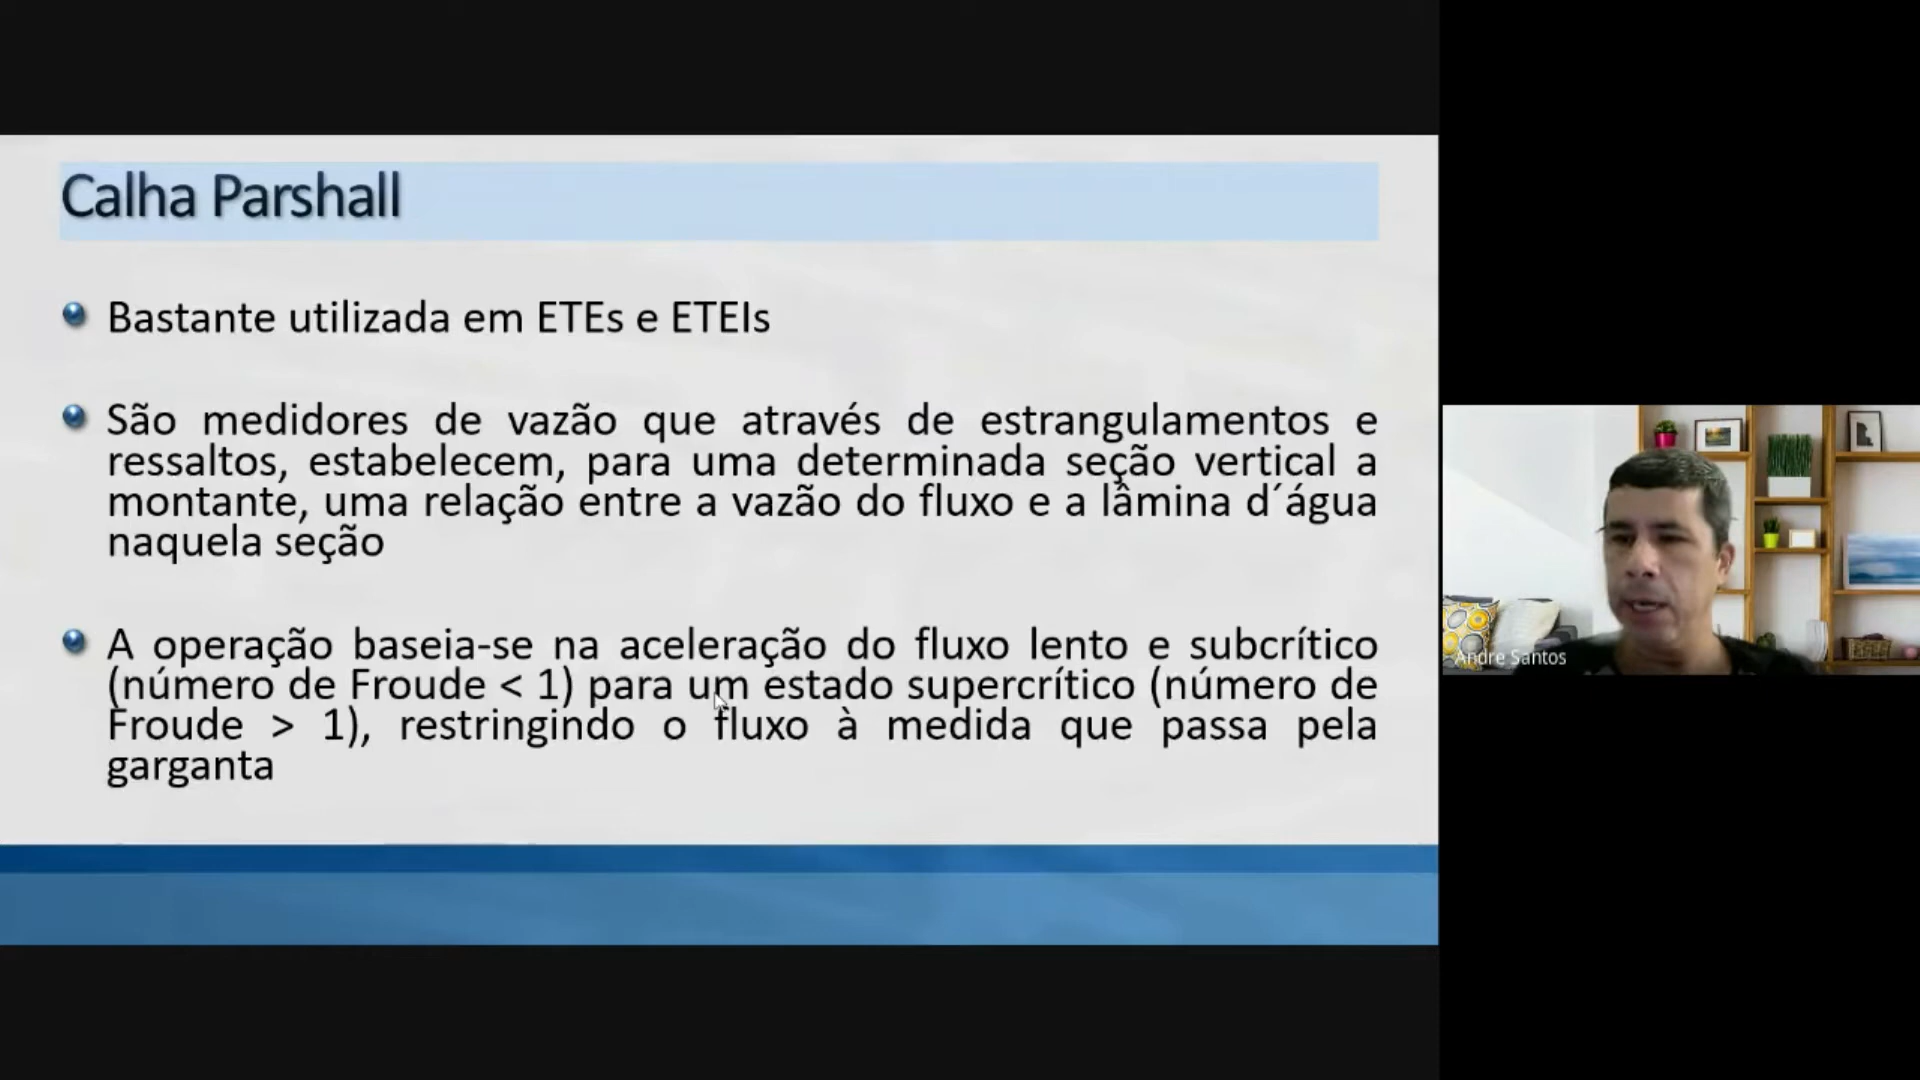 Calha Parshall
Bastante utilizada em ETEs e ETEIs
São medidores de vazão que através de estrangulamentos e
ressaltos, estabelecem, para uma determinada seção vertical a
montante, uma relação entre a vazão do fluxo e a lâmina d´água
naquela seção
A operação baseia-se na aceleração do fluxo lento e subcrítico
(número de Froude < 1) para um estado supercrítico (número de
Froude > 1), restringindo o fluxo à medida que passa pela
garganta
Andre Santos